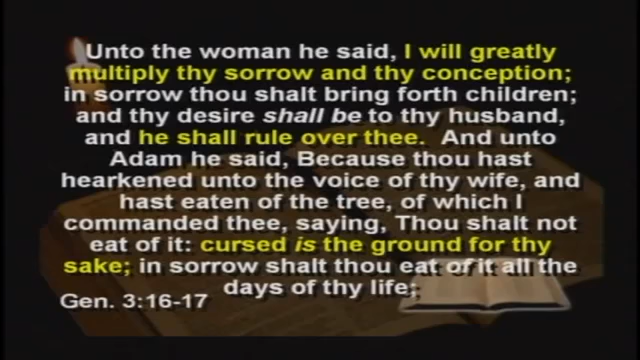 Unto the woman he said, I will greatly
multiply thy sorrow and thy conception;
in sorrow thou shalt bring forth children;
and thy desire shall be to thy husband,
and he shall rule over thee. And unto
Adam he said, Because thou hast
hearkened unto the voice of thy wife, and
hast eaten of the tree, of which I
commanded thee, saying, Thou shalt not
eat of it: cursed is the ground for thy
sake; in sorrow shalt thou eat of it all the
days of thy life;
Gen. 3:16-17